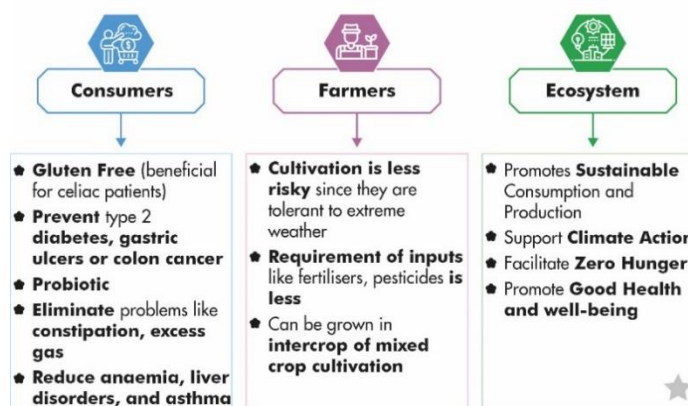 Consumers
Gluten Free (beneficial
for celiac patients)
Prevent type 2
diabetes, gastric
ulcers or colon cancer
Probiotic
Eliminate problems like
constipation, excess
gas
Reduce anaemia, liver
disorders, and asthma
Farmers
Cultivation is less
risky since they are
tolerant to extreme
weather
Requirement of inputs
like fertilisers, pesticides is
less
Can be grown in
intercrop of mixed
crop cultivation
Ecosystem
Promotes Sustainable
Consumption and
Production
Support Climate Action
Facilitate Zero Hunger
Promote Good Health
and well-being